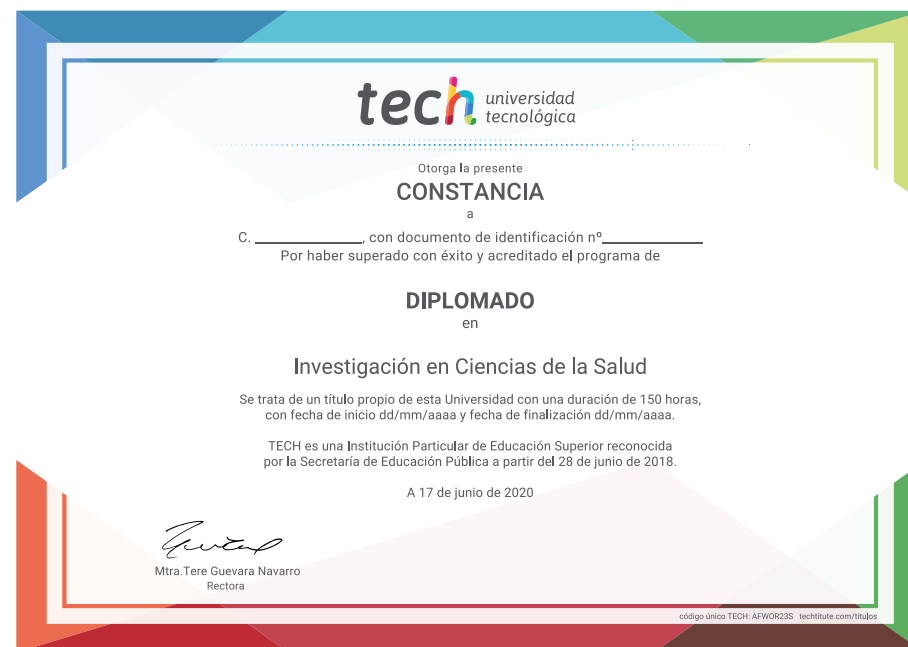 tech universidad
tecnológica
Otorga la presente
CONSTANCIA
a
C. ______________, con documento de identificación nº_____________
Por haber superado con éxito y acreditado el programa de
DIPLOMADO
en
Investigación en Ciencias de la Salud
Se trata de un título propio de esta Universidad con una duración de 150 horas,
con fecha de inicio dd/mm/aaaa y fecha de finalización dd/mm/aaaa.
TECH es una Institución Particular de Educación Superior reconocida
por la Secretaría de Educación Pública a partir del 28 de junio de 2018.
A 17 de junio de 2020
Mtra.Tere Guevara Navarro
Rectora
código único TECH: AFWOR23S techtitute.com/titulos